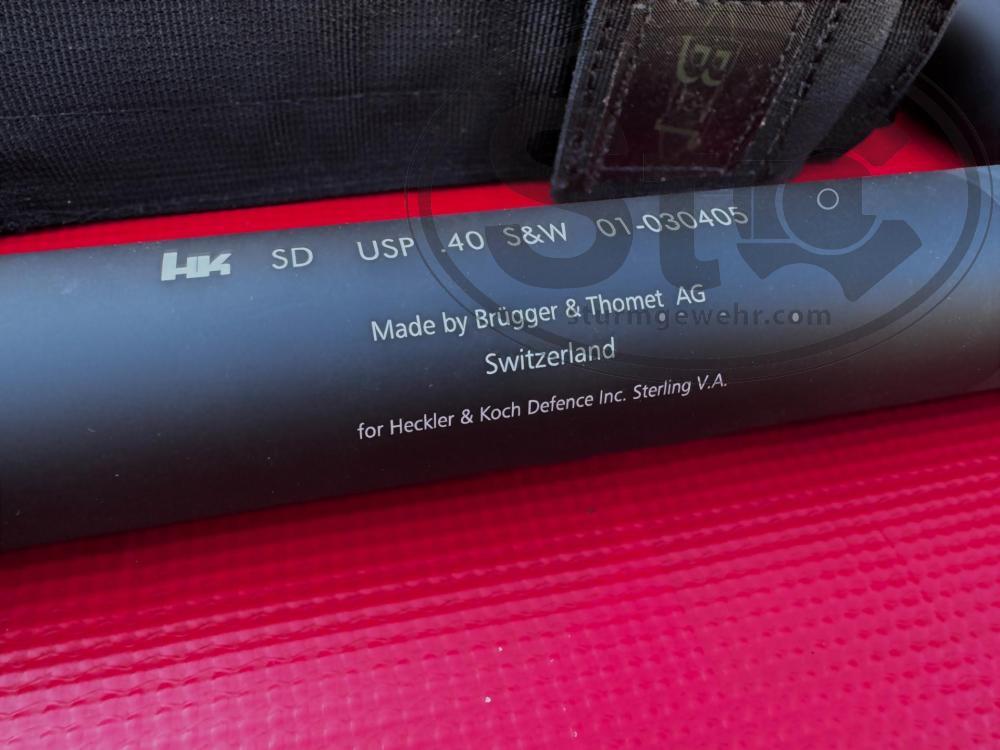 B&T
HK SD USP .40 S&W 01-030405
Made by Brügger & Thomet AG
Switzerland
for Heckler & Koch Defence Inc. Sterling V.A.
StG
sturmgewehr.com